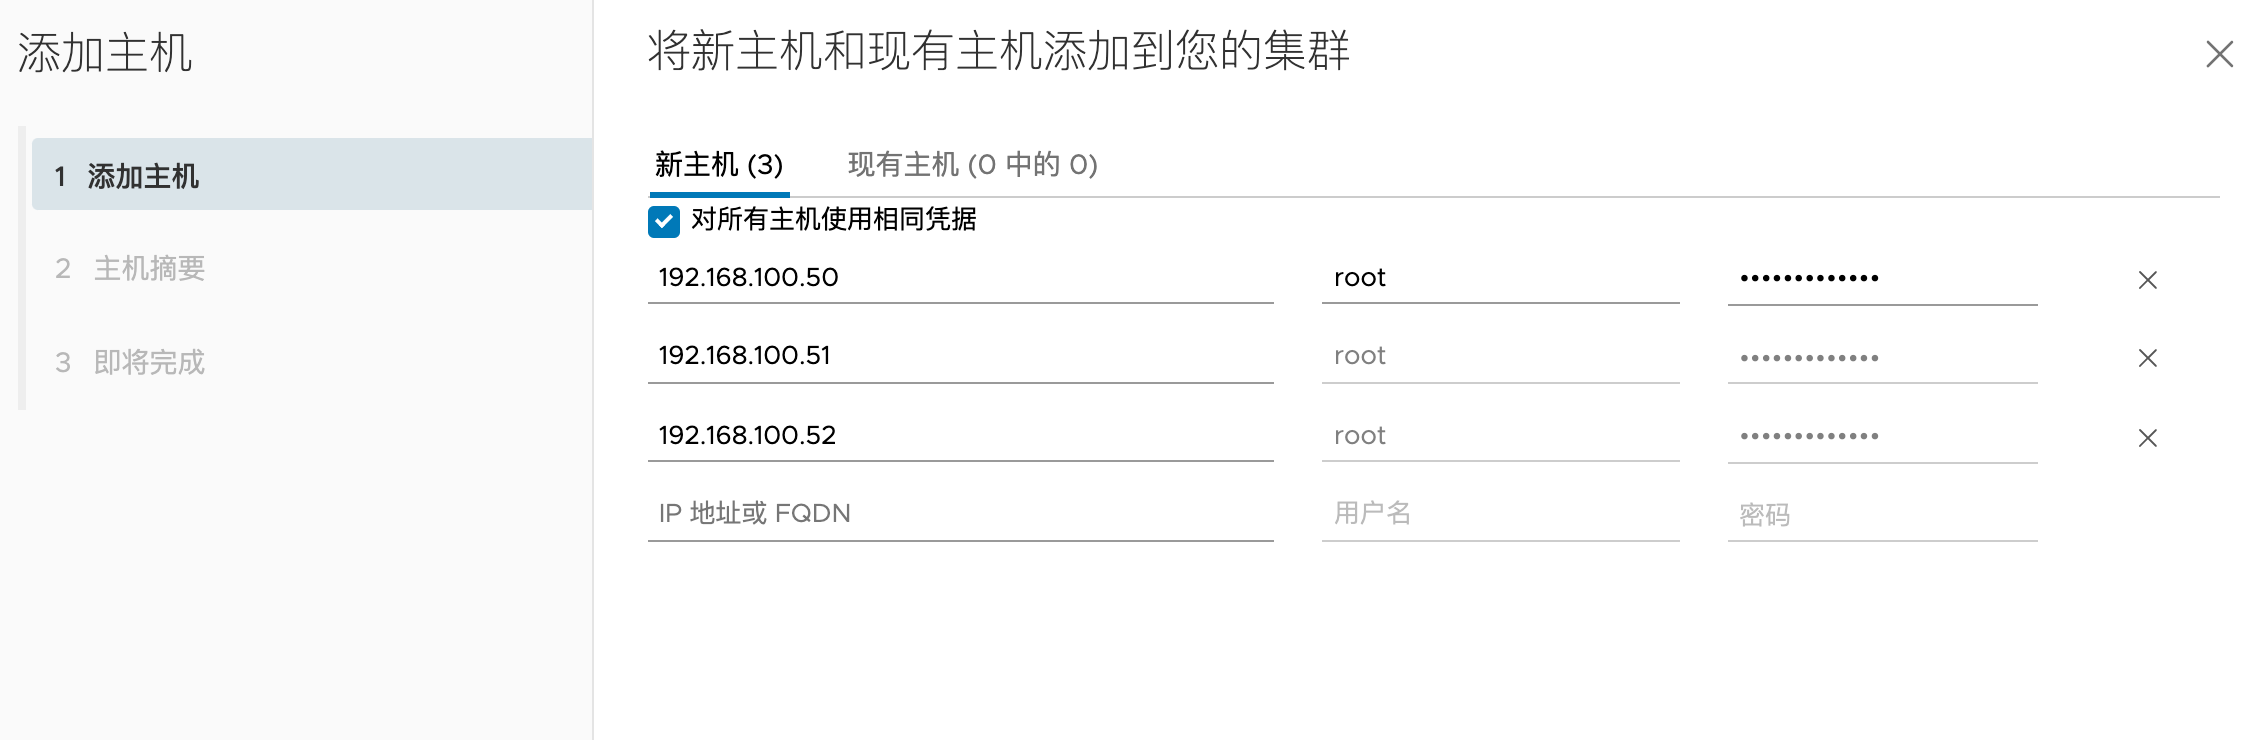 添加主机
1 添加主机
2 主机摘要
3 即将完成
将新主机和现有主机添加到您的集群
新主机 (3) 现有主机 (0 中的 0)
对所有主机使用相同凭据
192.168.100.50 root •••••••••••••
192.168.100.51 root •••••••••••••
192.168.100.52 root •••••••••••••
IP 地址或 FQDN 用户名 密码